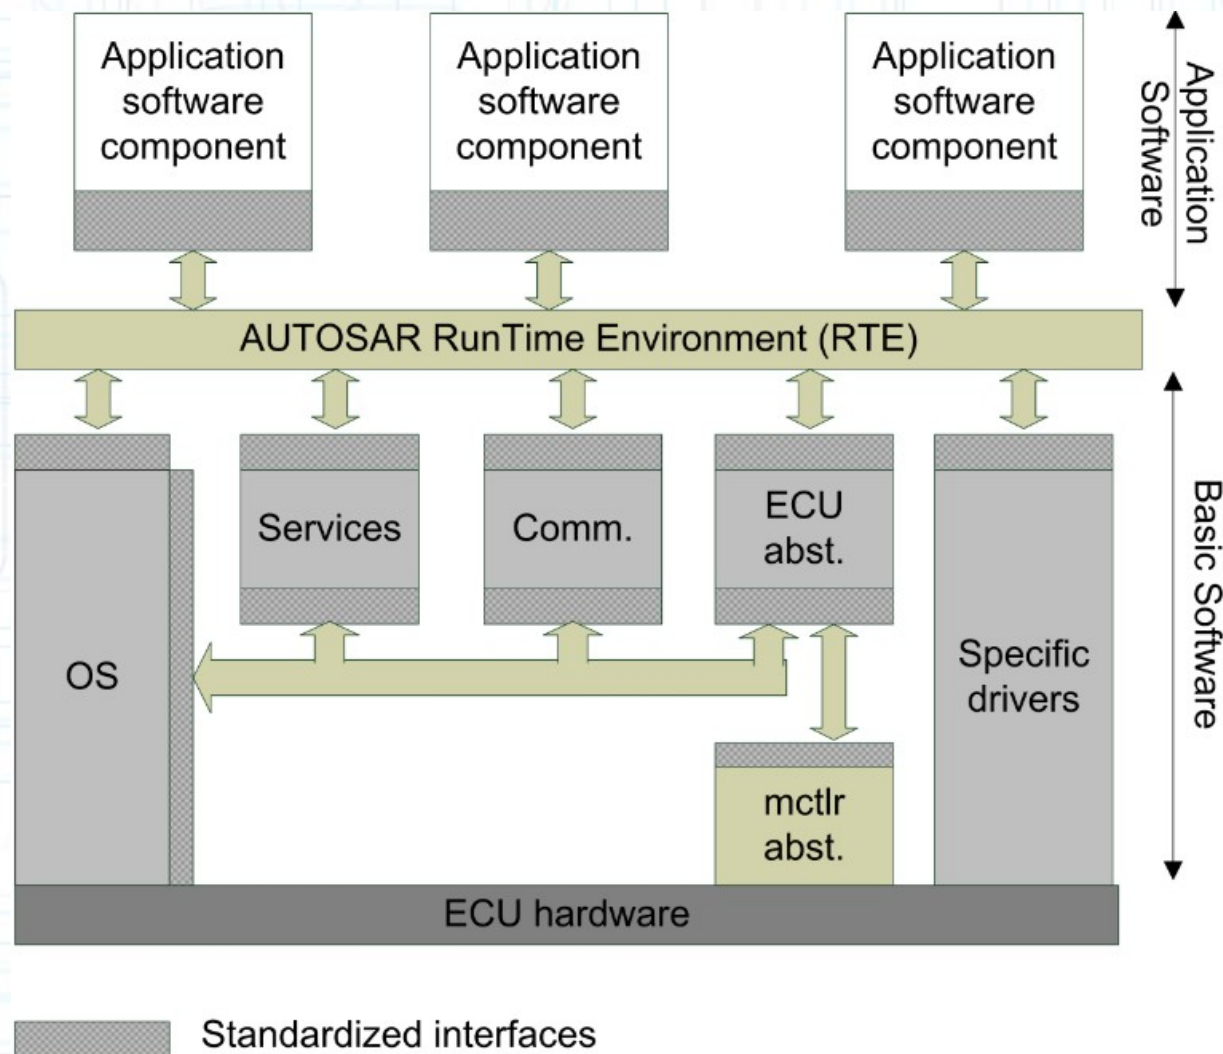 Application
software
component
Application
software
component
Application
software
component
Application
Software
AUTOSAR RunTime Environment (RTE)
OS
Services
Comm.
ECU
abst.
Specific
drivers
mctlr
abst.
Basic Software
ECU hardware
Standardized interfaces